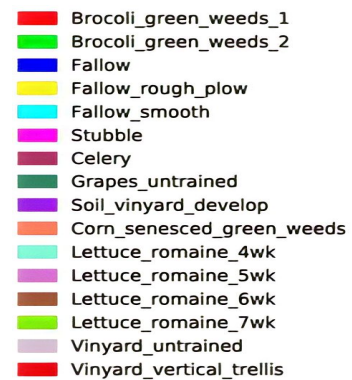 Brocoli_green_weeds_1
Brocoli_green_weeds_2
Fallow
Fallow_rough_plow
Fallow_smooth
Stubble
Celery
Grapes_untrained
Soil_vinyard_develop
Corn_senesced_green_weeds
Lettuce_romaine_4wk
Lettuce_romaine_5wk
Lettuce_romaine_6wk
Lettuce_romaine_7wk
Vinyard_untrained
Vinyard_vertical_trellis